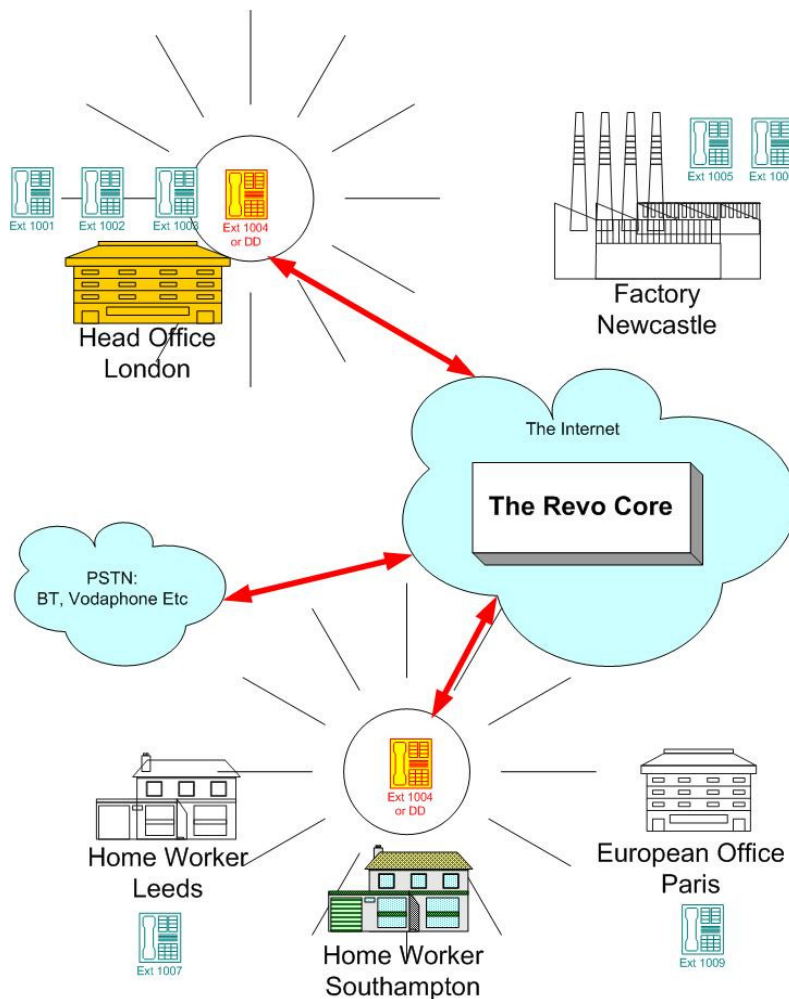 Ext 1001
Ext 1002
Ext 1003
Ext 1004
or DD
Ext 1005
Head Office
London
Factory
Newcastle
The Internet
The Revo Core
PSTN:
BT, Vodaphone Etc
Ext 1004
or DD
Home Worker
Leeds
Ext 1007
Home Worker
Southampton
European Office
Paris
Ext 1009